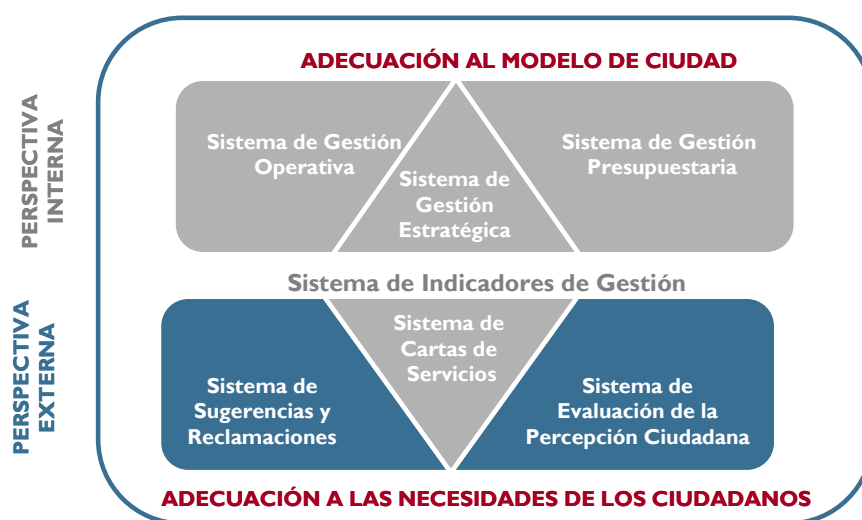 ADECUACIÓN AL MODELO DE CIUDAD
PERSPECTIVA
INTERNA
Sistema de Gestión
Operativa
Sistema de
Gestión
Estratégica
Sistema de Gestión
Presupuestaria
Sistema de Indicadores de Gestión
PERSPECTIVA
EXTERNA
Sistema de
Sugerencias y
Reclamaciones
Sistema de
Cartas de
Servicios
Sistema de
Evaluación de la
Percepción Ciudadana
ADECUACIÓN A LAS NECESIDADES DE LOS CIUDADANOS